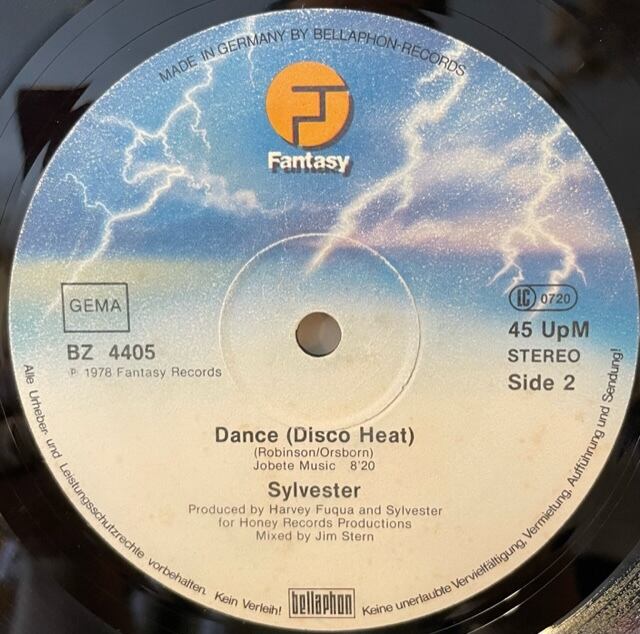 MADE IN GERMANY BY BELLAPHON-RECORDS
Fantasy
GEMA
LC 0720
BZ 4405
℗ 1978 Fantasy Records
45 UpM
STEREO
Side 2
Dance (Disco Heat)
(Robinson/Orsborn)
Jobete Music 8'20
Sylvester
Produced by Harvey Fuqua and Sylvester
for Honey Records Productions
Mixed by Jim Stern
Alle Urheber- und Leistungsschutzrechte vorbehalten. Kein Verleih! Keine unerlaubte Vervielfältigung, Vermietung, Aufführung und Sendung!
bellaphon